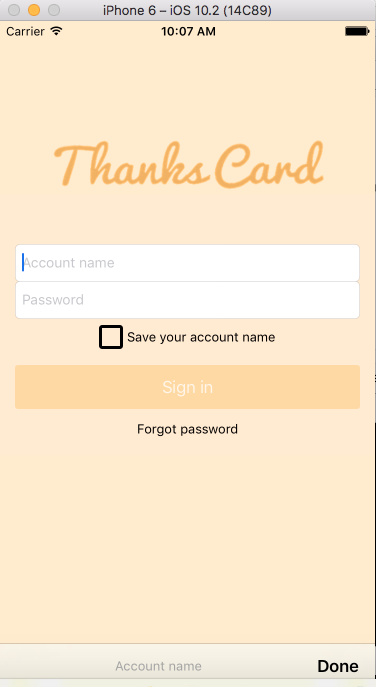 iPhone 6 – iOS 10.2 (14C89)
Carrier 10:07 AM
Thanks Card
Account name
Password
Save your account name
Sign in
Forgot password
Account name Done